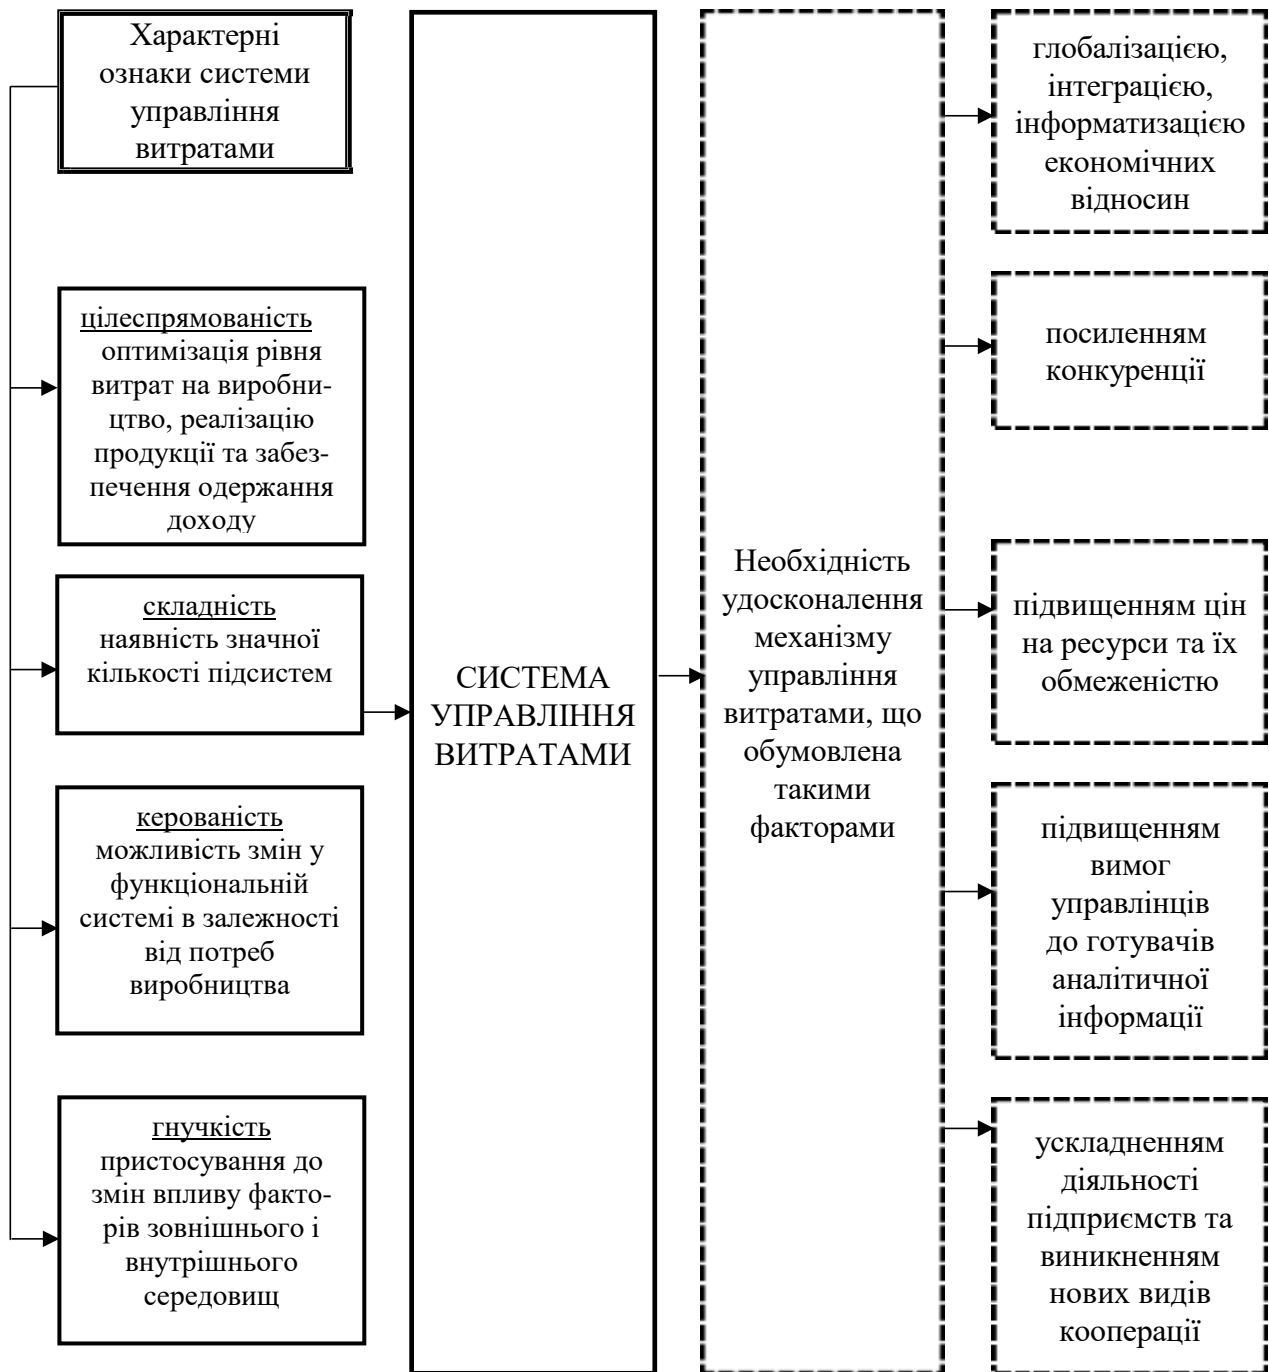 Характерні
ознаки системи
управління
витратами
цілеспрямованість
оптимізація рівня
витрат на виробни-
цтво, реалізацію
продукції та забез-
печення одержання
доходу
складність
наявність значної
кількості підсистем
керованість
можливість змін у
функціональній
системі в залежності
від потреб
виробництва
гнучкість
пристосування до
змін впливу факто-
рів зовнішнього і
внутрішнього
середовищ
СИСТЕМА
УПРАВЛІННЯ
ВИТРАТАМИ
Необхідність
удосконалення
механізму
управління
витратами, що
обумовлена
такими
факторами
глобалізацією,
інтеграцією,
інформатизацією
економічних
відносин
посиленням
конкуренції
підвищенням цін
на ресурси та їх
обмеженістю
підвищенням
вимог
управлінців
до готувачів
аналітичної
інформації
ускладненням
діяльності
підприємств та
виникненням
нових видів
кооперації